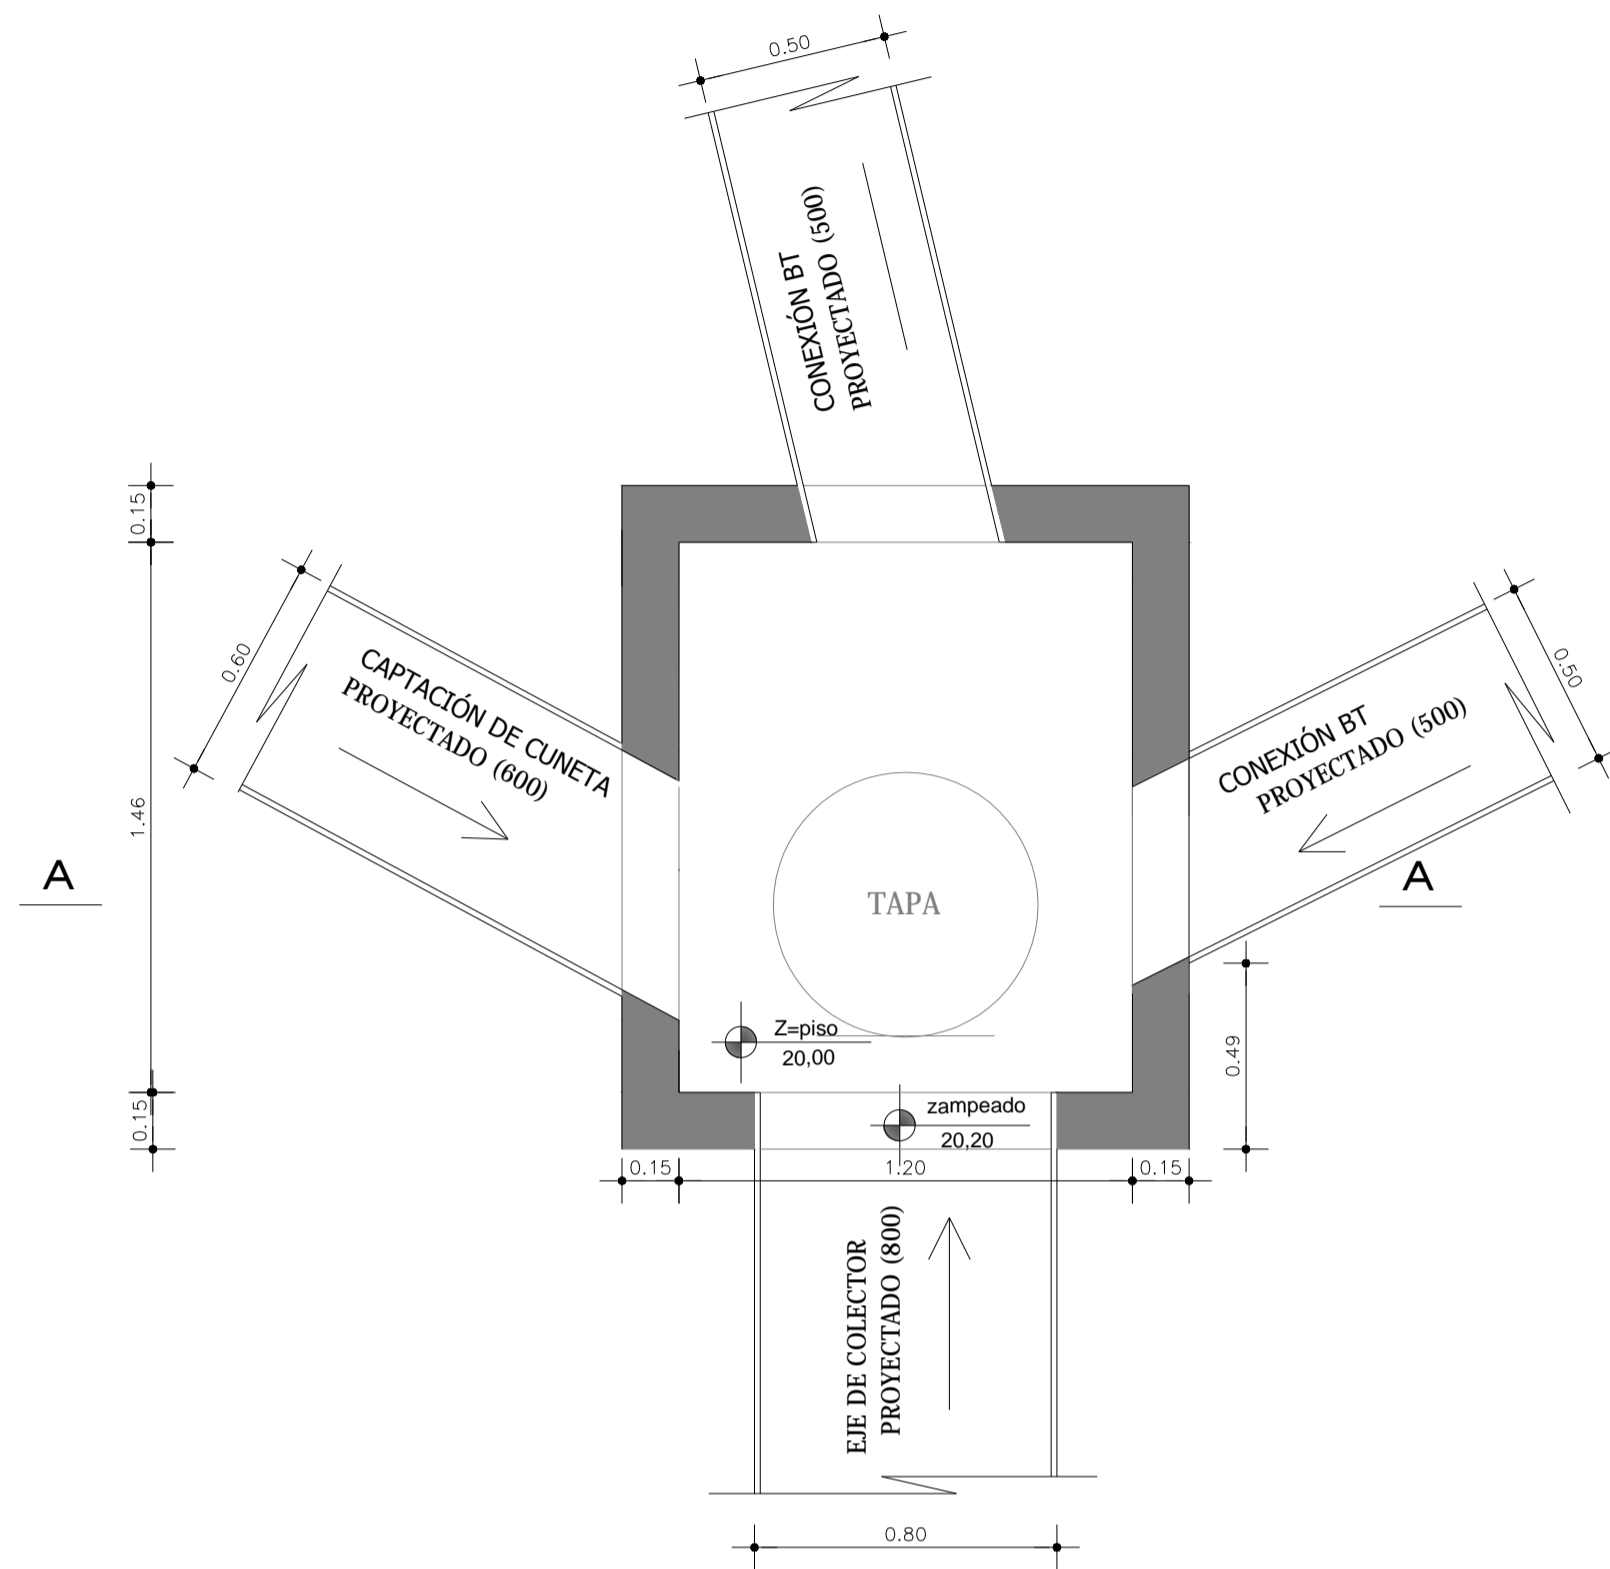 0.50
CONEXIÓN BT
PROYECTADO (500)
0.15
0.60
CAPTACIÓN DE CUNETA
PROYECTADO (600)
0.50
CONEXIÓN BT
PROYECTADO (500)
1.46
A
A
TAPA
Z=piso
20,00
0.49
zampeado
20,20
0.15
0.15
1.20
0.15
EJE DE COLECTOR
PROYECTADO (800)
0.80